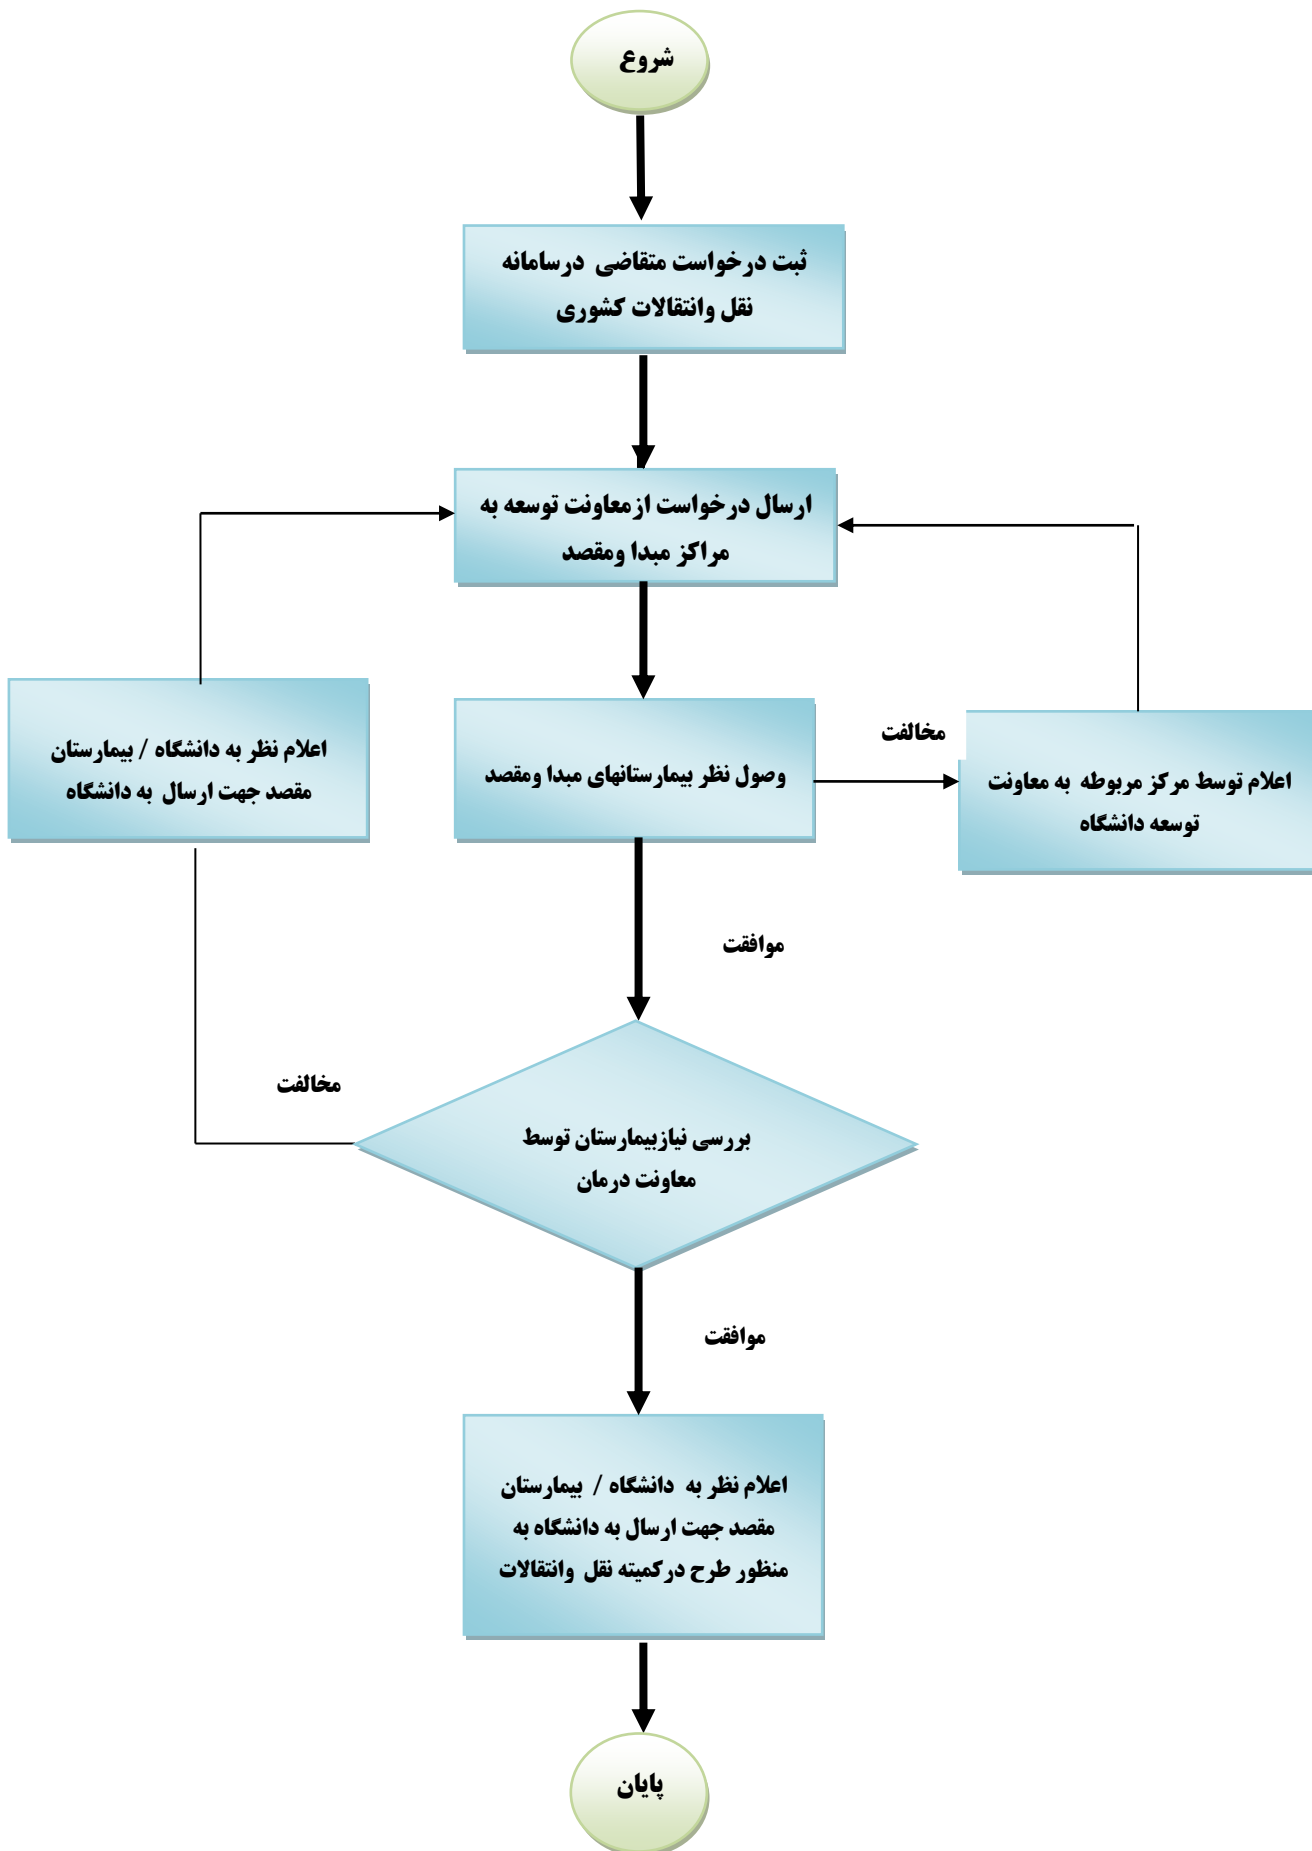 شروع
ثبت درخواست متقاضی درسامانه
نقل وانتقالات کشوری
ارسال درخواست ازمعاونت توسعه به
مراکز مبدا ومقصد
وصول نظر بیمارستانهای مبدا ومقصد
مخالفت
اعلام توسط مرکز مربوطه به معاونت
توسعه دانشگاه
اعلام نظر به دانشگاه / بیمارستان
مقصد جهت ارسال به دانشگاه
موافقت
مخالفت
بررسی نیازبیمارستان توسط
معاونت درمان
موافقت
اعلام نظر به دانشگاه / بیمارستان
مقصد جهت ارسال به دانشگاه به
منظور طرح درکمیته نقل وانتقالات
پایان